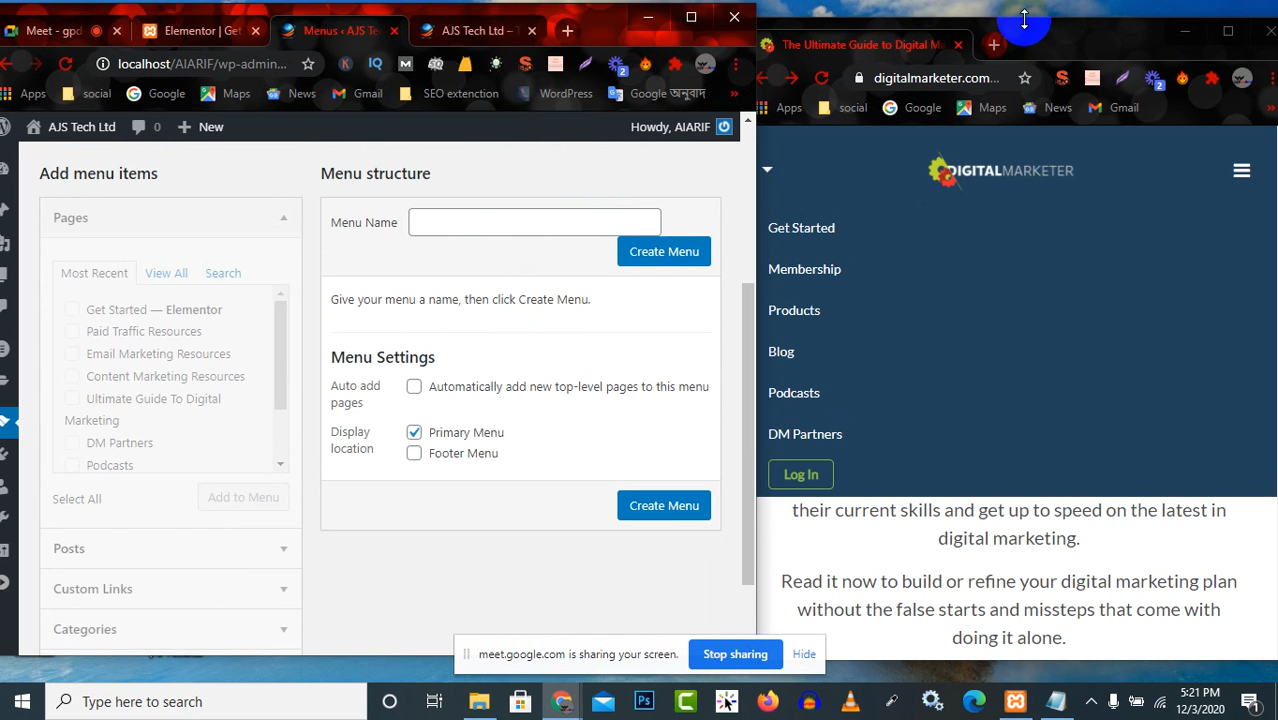 Meet - gpd
Elementor | Get
Menus ‹ AJS Te
AJS Tech Ltd –
localhost/AIARIF/wp-admin...
Apps
social
Google
Maps
News
Gmail
SEO extenction
WordPress
Google অনুবাদ
AJS Tech Ltd
0
New
Howdy, AIARIF
Add menu items
Pages
Most Recent
View All
Search
Get Started — Elementor
Paid Traffic Resources
Email Marketing Resources
Content Marketing Resources
Ultimate Guide To Digital
Marketing
DM Partners
Podcasts
Select All
Add to Menu
Posts
Custom Links
Categories
Menu structure
Menu Name
Create Menu
Give your menu a name, then click Create Menu.
Menu Settings
Auto add
pages
Automatically add new top-level pages to this menu
Display
location
Primary Menu
Footer Menu
Create Menu
The Ultimate Guide to Digital M
digitalmarketer.com...
Apps
social
Google
Maps
News
Gmail
DIGITALMARKETER
Get Started
Membership
Products
Blog
Podcasts
DM Partners
Log In
their current skills and get up to speed on the latest in
digital marketing.
Read it now to build or refine your digital marketing plan
without the false starts and missteps that come with
doing it alone.
meet.google.com is sharing your screen.
Stop sharing
Hide
Type here to search
5:21 PM
12/3/2020